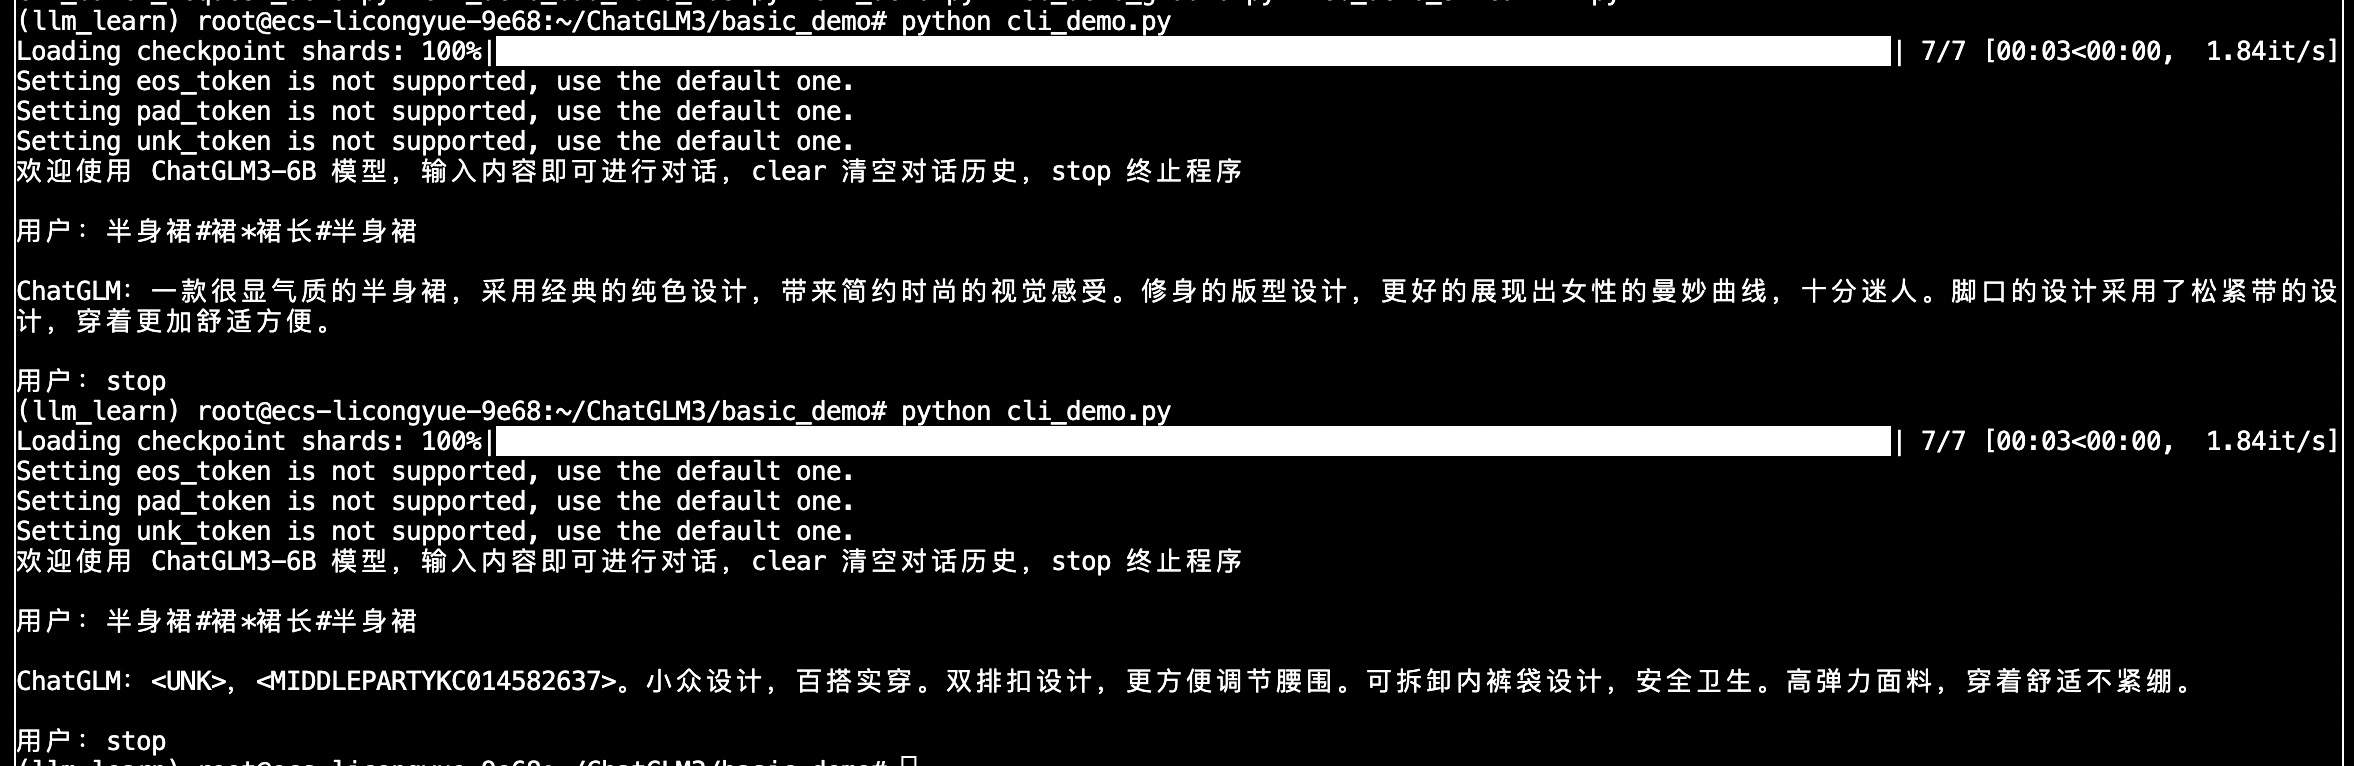 (llm_learn) root@ecs-licongyue-9e68:~/ChatGLM3/basic_demo# python cli_demo.py
Loading checkpoint shards: 100%| | 7/7 [00:03<00:00, 1.84it/s]
Setting eos_token is not supported, use the default one.
Setting pad_token is not supported, use the default one.
Setting unk_token is not supported, use the default one.
欢迎使用 ChatGLM3-6B 模型，输入内容即可进行对话，clear 清空对话历史，stop 终止程序
用户：半身裙#裙*裙长#半身裙
ChatGLM：一款很显气质的半身裙，采用经典的纯色设计，带来简约时尚的视觉感受。修身的版型设计，更好的展现出女性的曼妙曲线，十分迷人。脚口的设计采用了松紧带的设
计，穿着更加舒适方便。
用户：stop
(llm_learn) root@ecs-licongyue-9e68:~/ChatGLM3/basic_demo# python cli_demo.py
Loading checkpoint shards: 100%| | 7/7 [00:03<00:00, 1.84it/s]
Setting eos_token is not supported, use the default one.
Setting pad_token is not supported, use the default one.
Setting unk_token is not supported, use the default one.
欢迎使用 ChatGLM3-6B 模型，输入内容即可进行对话，clear 清空对话历史，stop 终止程序
用户：半身裙#裙*裙长#半身裙
ChatGLM：<UNK>，<MIDDLEPARTYKC014582637>。小众设计，百搭实穿。双排扣设计，更方便调节腰围。可拆卸内裤袋设计，安全卫生。高弹力面料，穿着舒适不紧绷。
用户：stop
(llm_learn) root@ecs-licongyue-9e68:~/ChatGLM3/basic_demo#